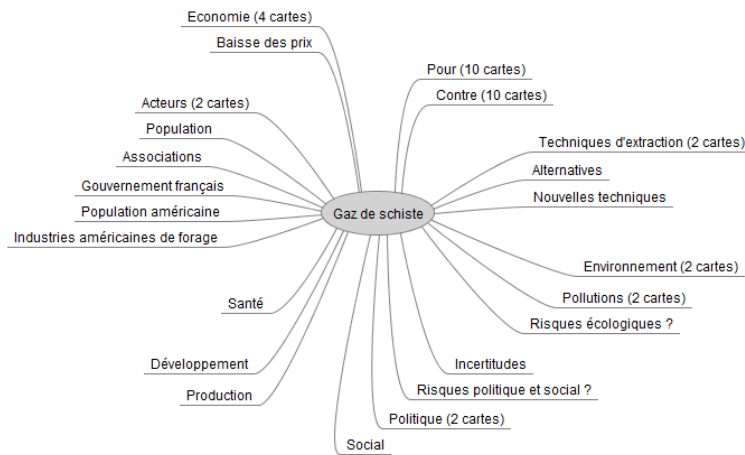 Economie (4 cartes)
Baisse des prix
Pour (10 cartes)
Contre (10 cartes)
Acteurs (2 cartes)
Population
Associations
Gouvernement français
Population américaine
Industries américaines de forage
Techniques d'extraction (2 cartes)
Alternatives
Nouvelles techniques
Gaz de schiste
Environnement (2 cartes)
Pollutions (2 cartes)
Risques écologiques ?
Santé
Développement
Production
Incertitudes
Risques politique et social ?
Politique (2 cartes)
Social